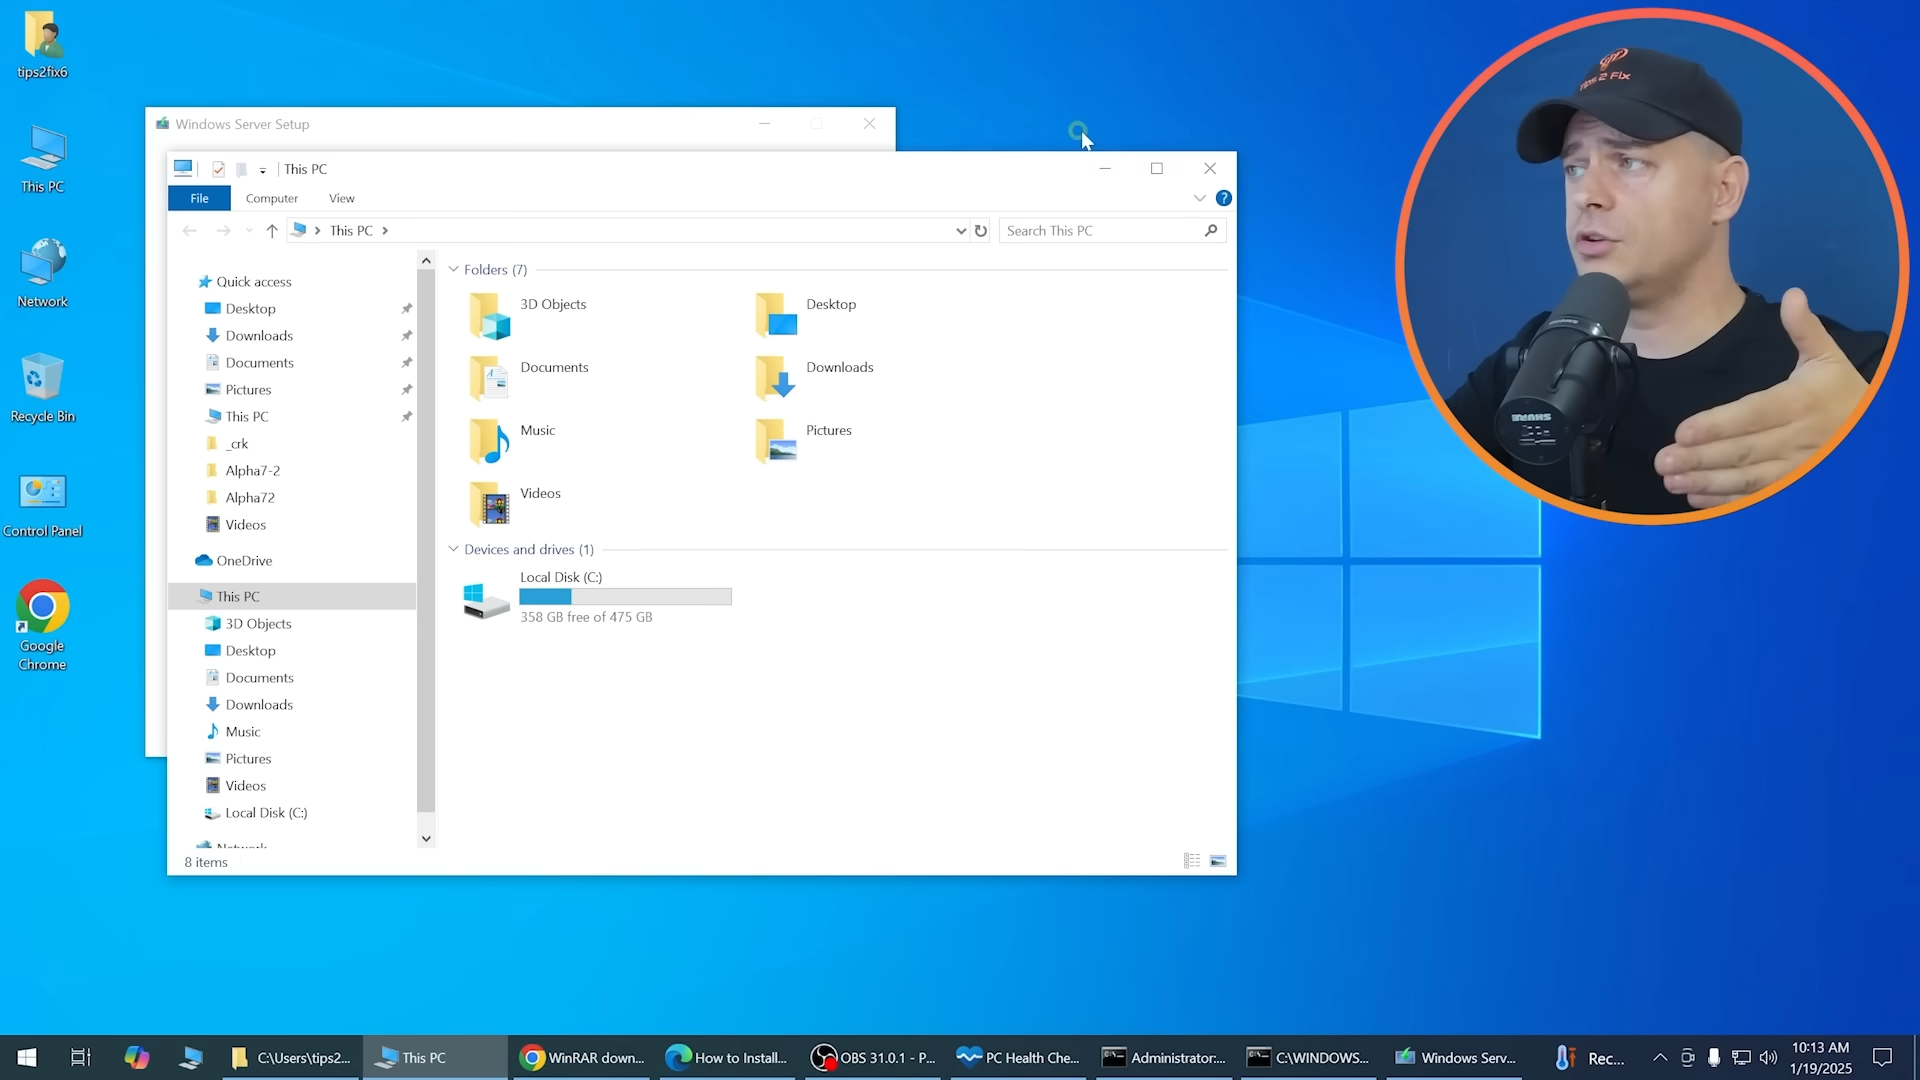 tips2fix6
This PC
Network
Recycle Bin
Control Panel
Google
Chrome
Windows Server Setup
This PC
File
Computer
View
This PC
Search This PC
Quick access
Desktop
Downloads
Documents
Pictures
This PC
_crk
Alpha7-2
Alpha72
Videos
OneDrive
This PC
3D Objects
Desktop
Documents
Downloads
Music
Pictures
Videos
Local Disk (C:)
Network
Folders (7)
3D Objects
Desktop
Documents
Downloads
Music
Pictures
Videos
Devices and drives (1)
Local Disk (C:)
358 GB free of 475 GB
8 items
Tips 2 Fix
SHURE
C:\Users\tips2...
This PC
WinRAR down...
How to Install...
OBS 31.0.1 - P...
PC Health Che...
Administrator:...
C:\WINDOWS...
Windows Serv...
Rec...
10:13 AM
1/19/2025